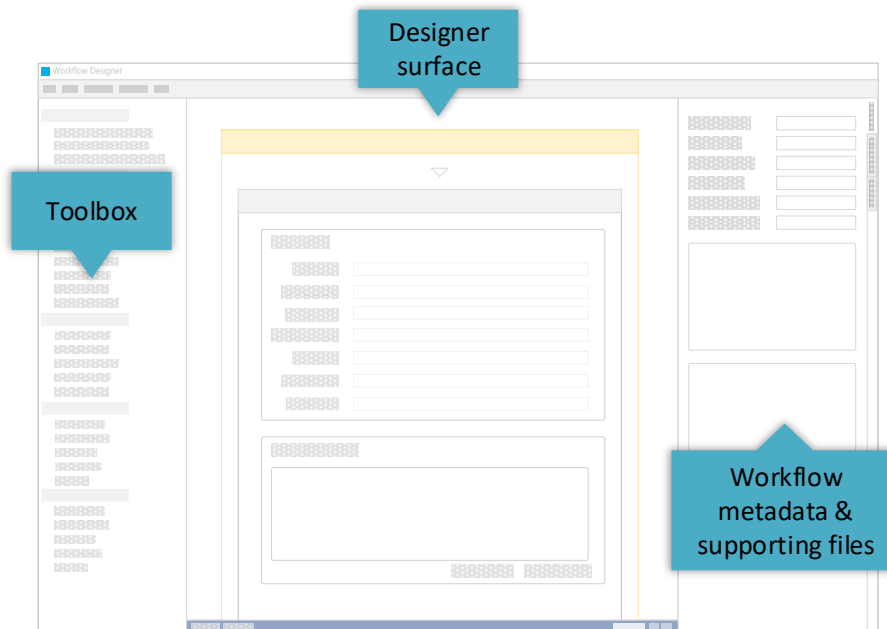 Designer
surface
Workflow Designer
Toolbox
Workflow
metadata &
supporting files